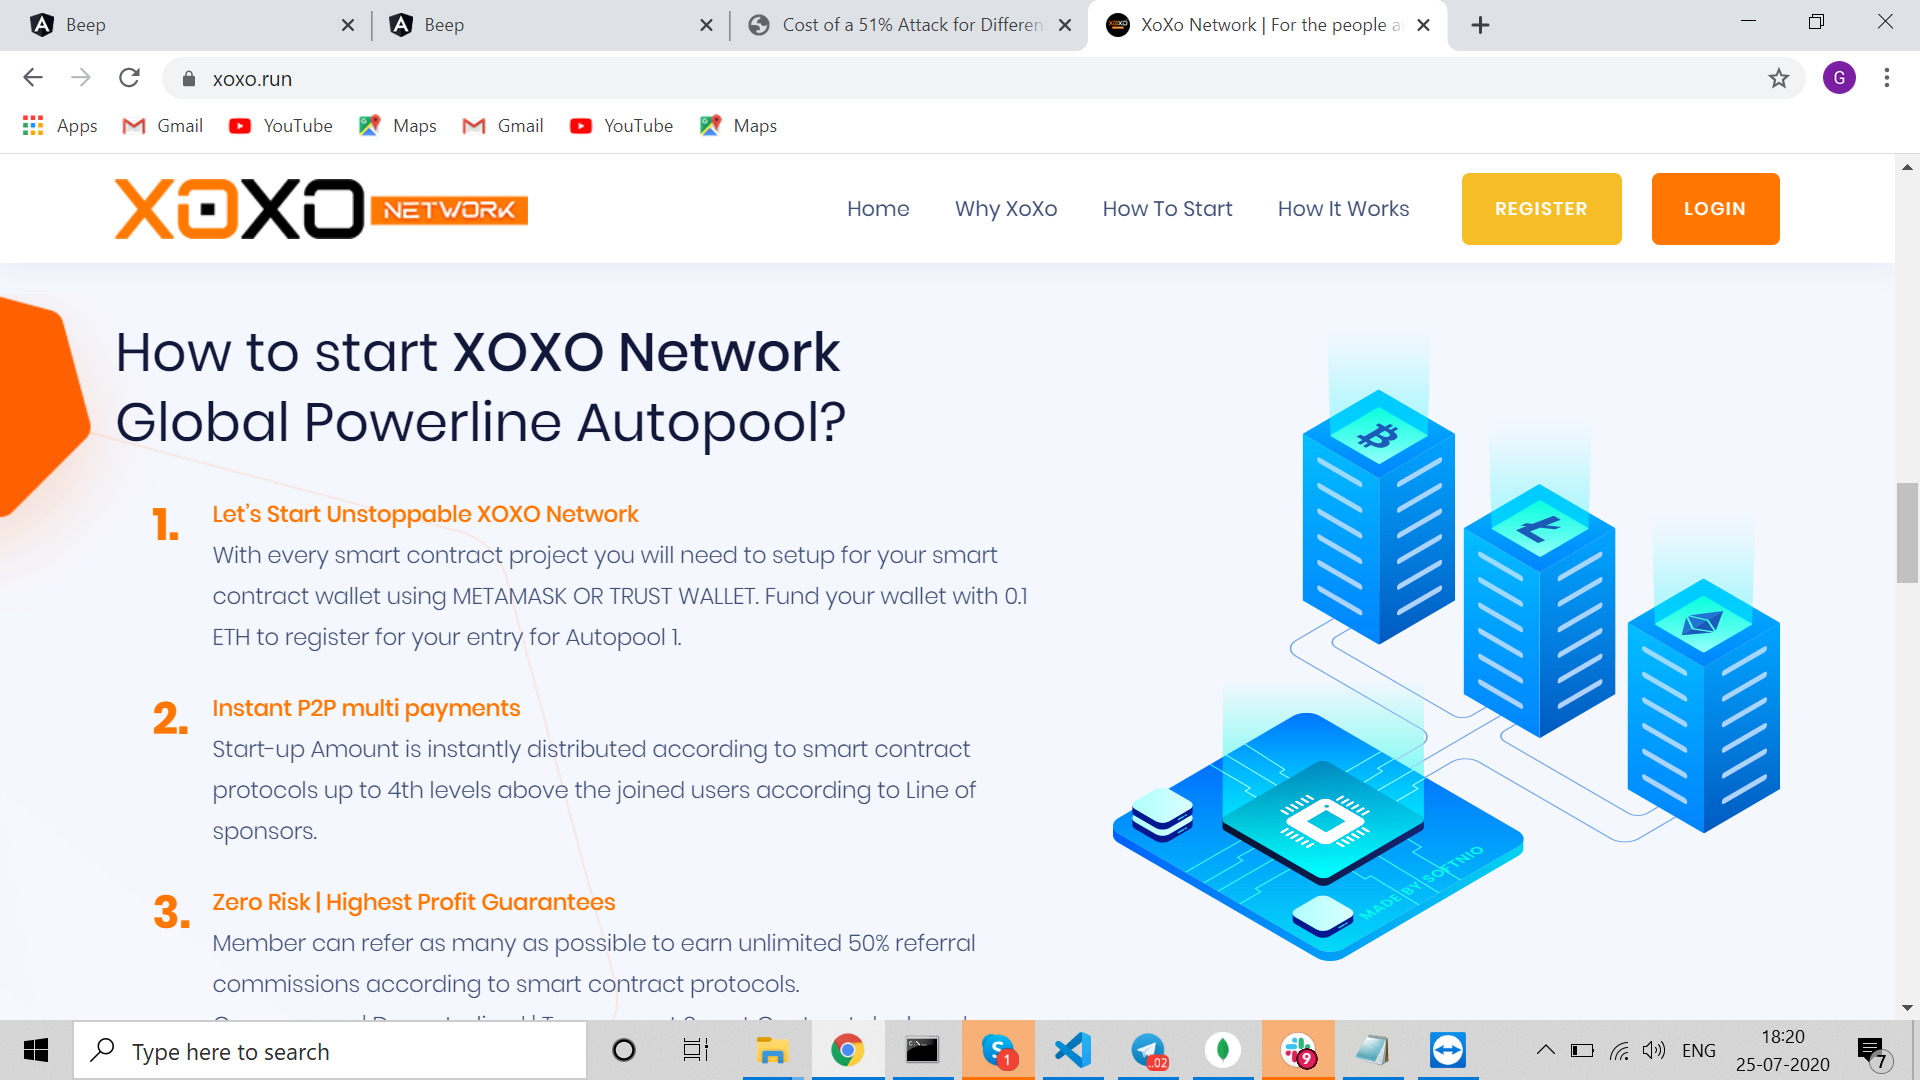 Beep
Beep
Cost of a 51% Attack for Differen
XoXo Network | For the people a
xoxo.run
G
Apps
Gmail
YouTube
Maps
Gmail
YouTube
Maps
XOXO NETWORK
Home
Why XoXo
How To Start
How It Works
REGISTER
LOGIN
How to start XOXO Network
Global Powerline Autopool?
1.
Let's Start Unstoppable XOXO Network
With every smart contract project you will need to setup for your smart
contract wallet using METAMASK OR TRUST WALLET. Fund your wallet with 0.1
ETH to register for your entry for Autopool 1.
2.
Instant P2P multi payments
Start-up Amount is instantly distributed according to smart contract
protocols up to 4th levels above the joined users according to Line of
sponsors.
3.
Zero Risk | Highest Profit Guarantees
Member can refer as many as possible to earn unlimited 50% referral
commissions according to smart contract protocols.
MADE BY SOFTNIO
Type here to search
1
..02
9
ENG
18:20
25-07-2020
7